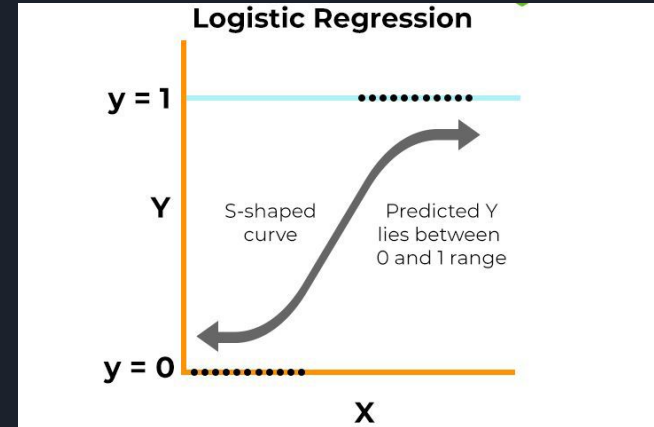 Logistic Regression
y = 1
Y
S-shaped
curve
Predicted Y
lies between
0 and 1 range
y = 0
X